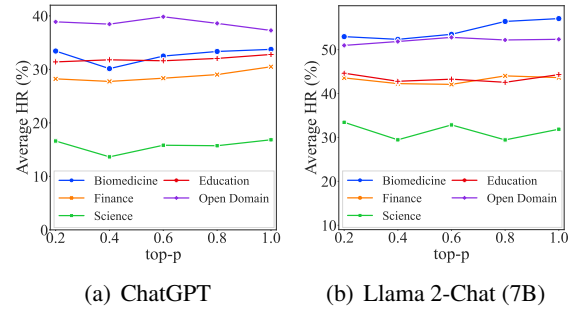 Average HR (%)
40
30
20
10
0
Biomedicine
Finance
Science
Education
Open Domain
0.2 0.4 0.6 0.8 1.0
top-p
(a) ChatGPT
Average HR (%)
50
40
30
20
10
Biomedicine
Finance
Science
Education
Open Domain
0.2 0.4 0.6 0.8 1.0
top-p
(b) Llama 2-Chat (7B)